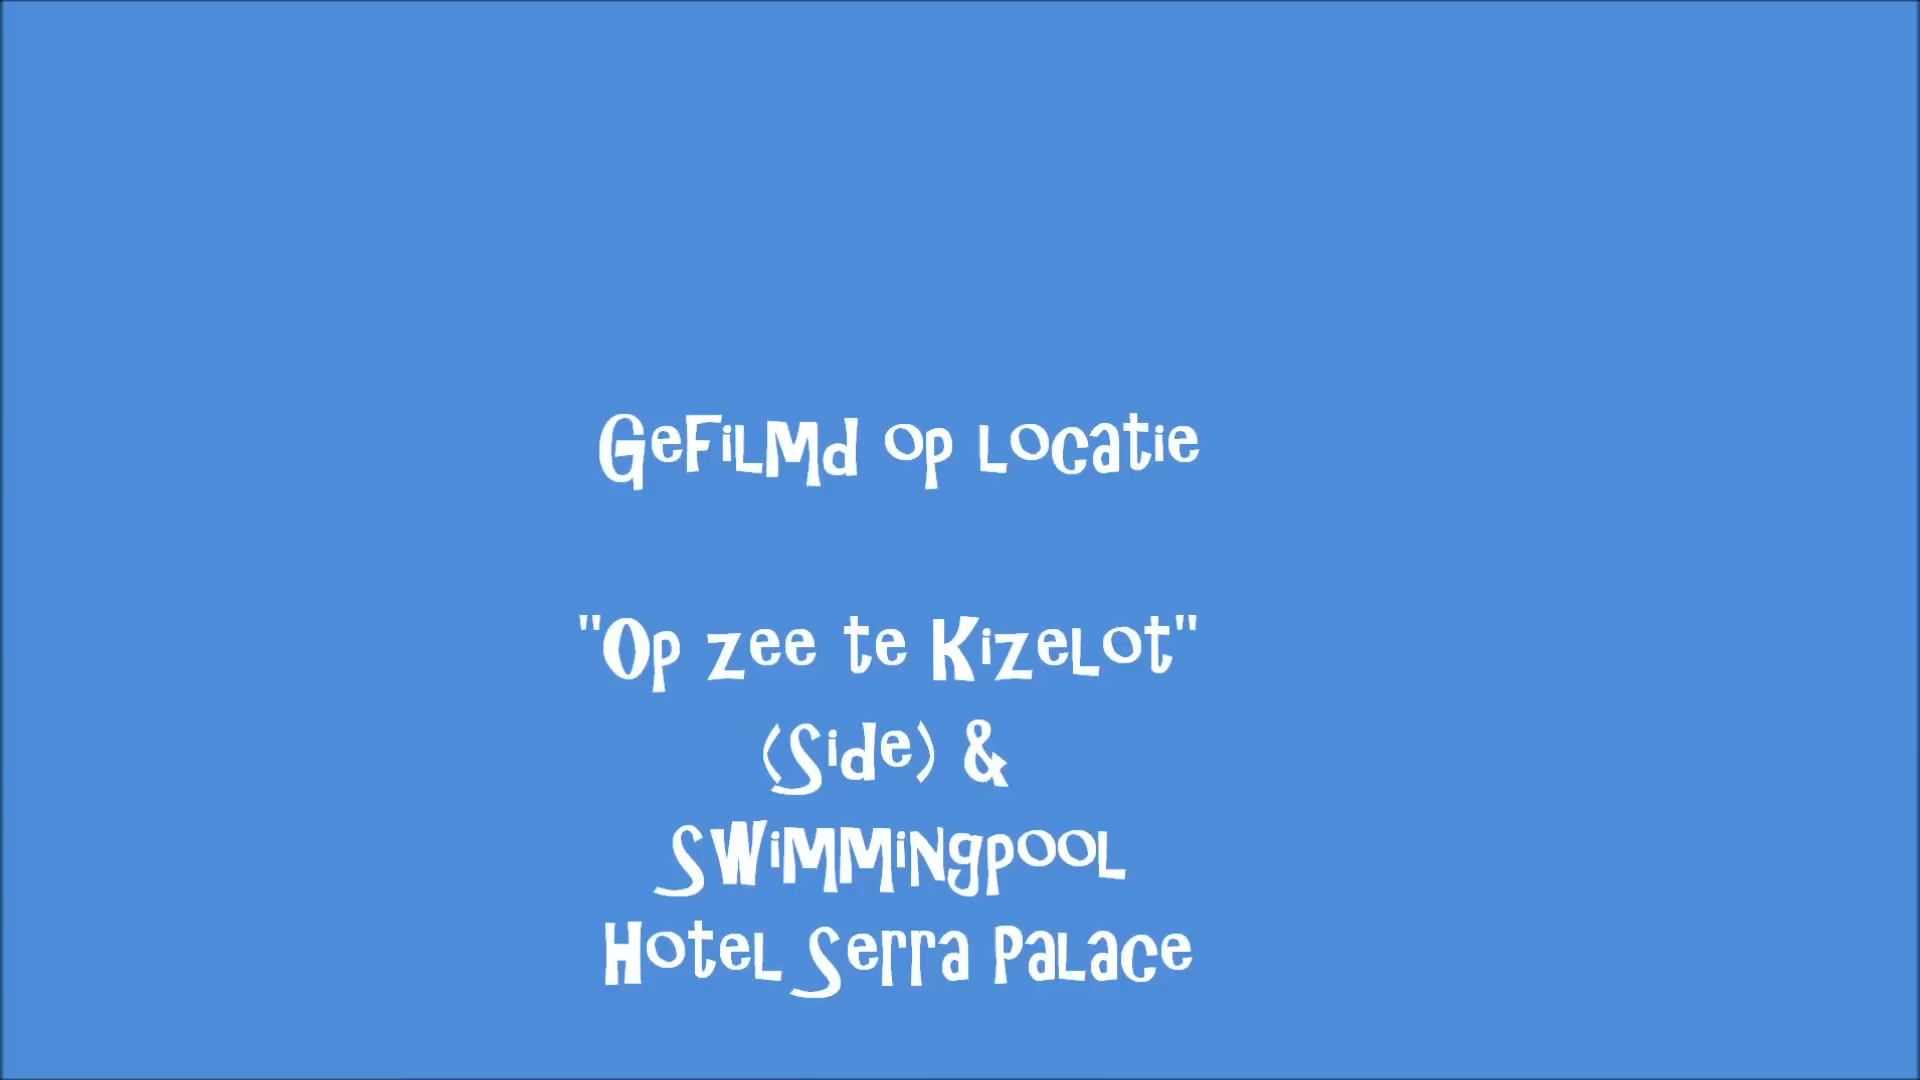 Gefilmd op locatie
"Op zee te Kizelot"
(Side) &
Swimmingpool
Hotel Serra Palace